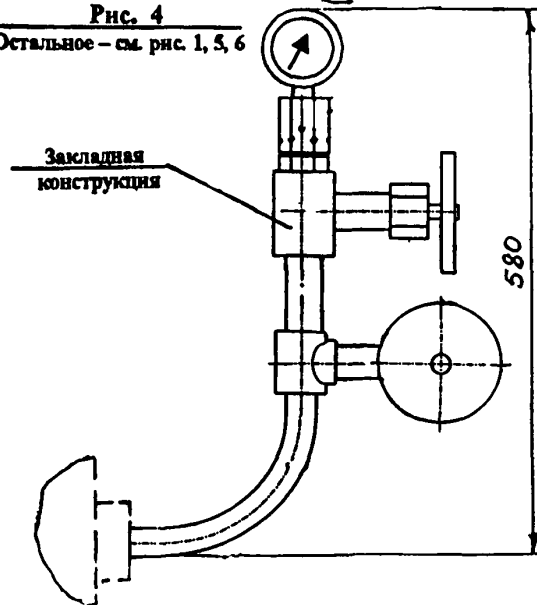 Рис. 4
Остальное – см. рис. 1, 5, 6
Закладная
конструкция
580